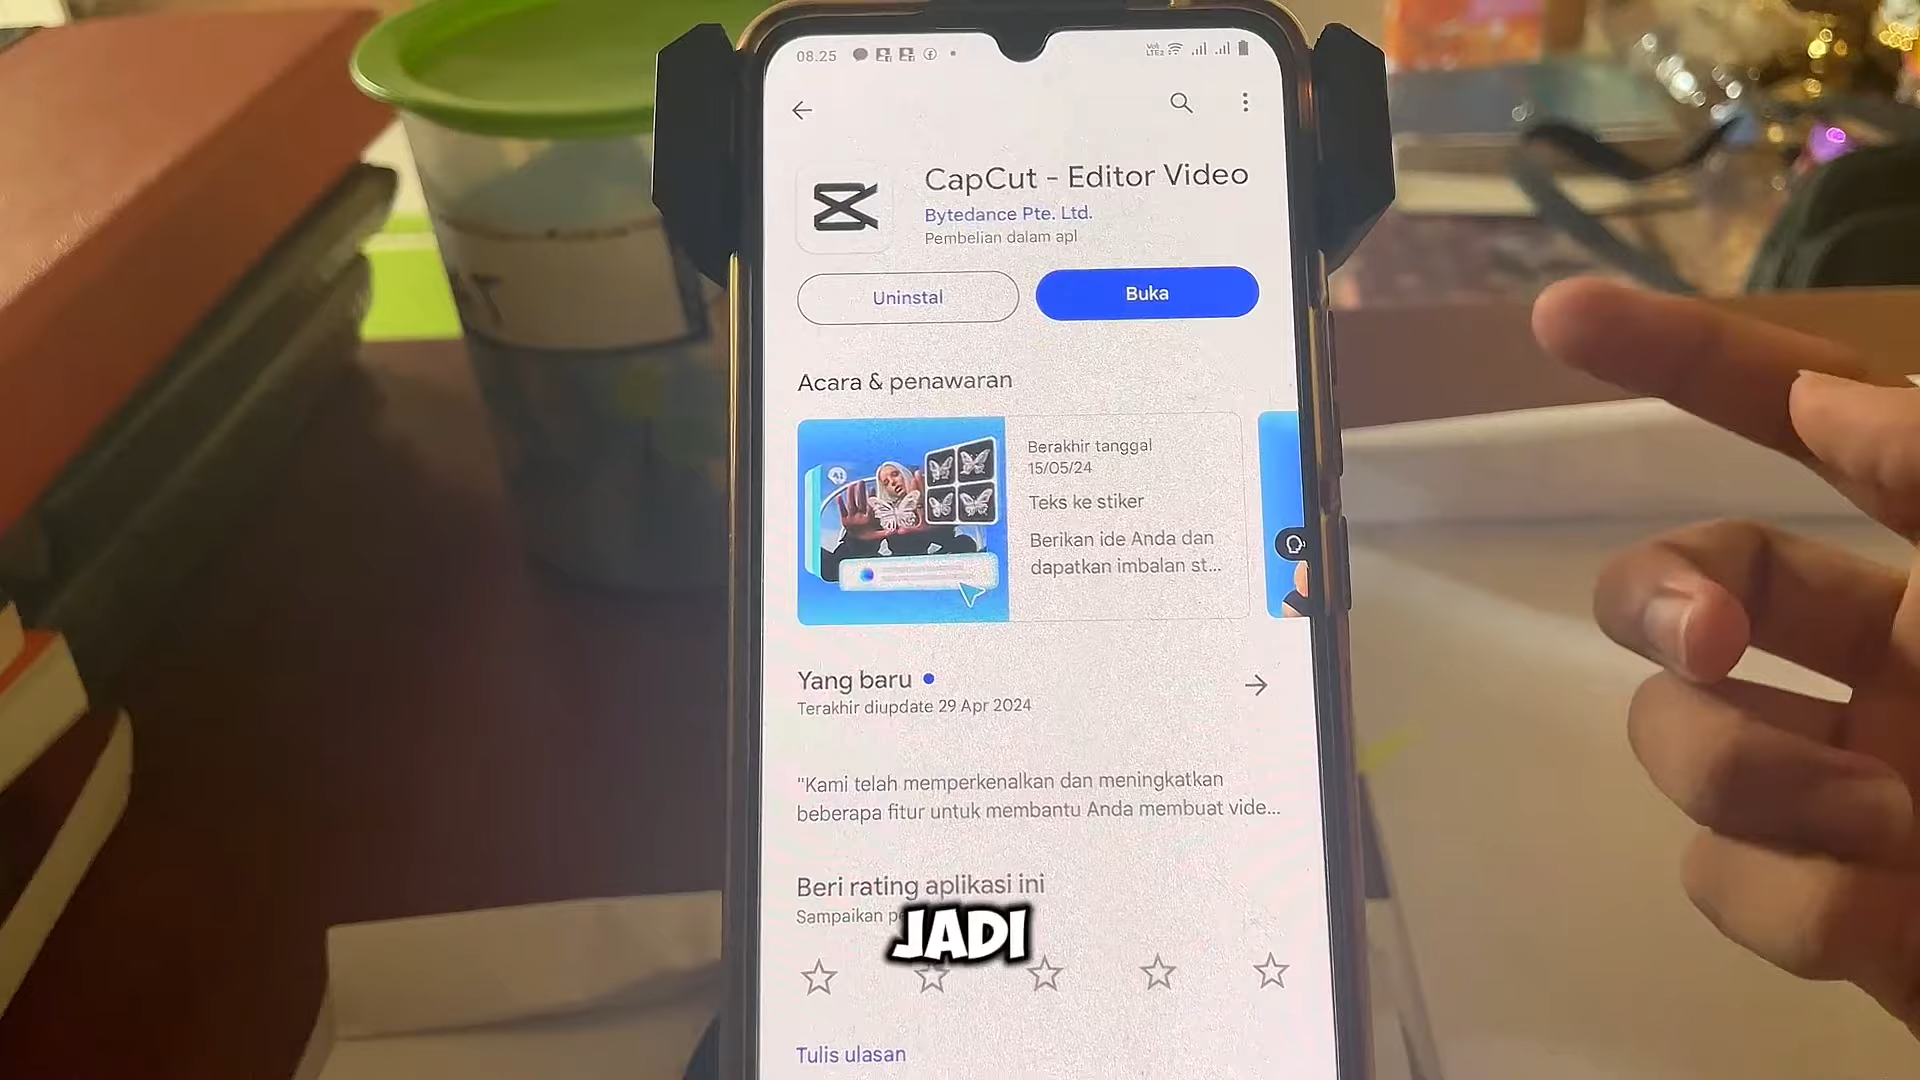 08.25
CapCut - Editor Video
Bytedance Pte. Ltd.
Pembelian dalam apl
Uninstal
Buka
Acara & penawaran
Berakhir tanggal
15/05/24
Teks ke stiker
Berikan ide Anda dan
dapatkan imbalan st...
Yang baru
Terakhir diupdate 29 Apr 2024
"Kami telah memperkenalkan dan meningkatkan
beberapa fitur untuk membantu Anda membuat vide...
Beri rating aplikasi ini
Sampaikan
JADI
Tulis ulasan